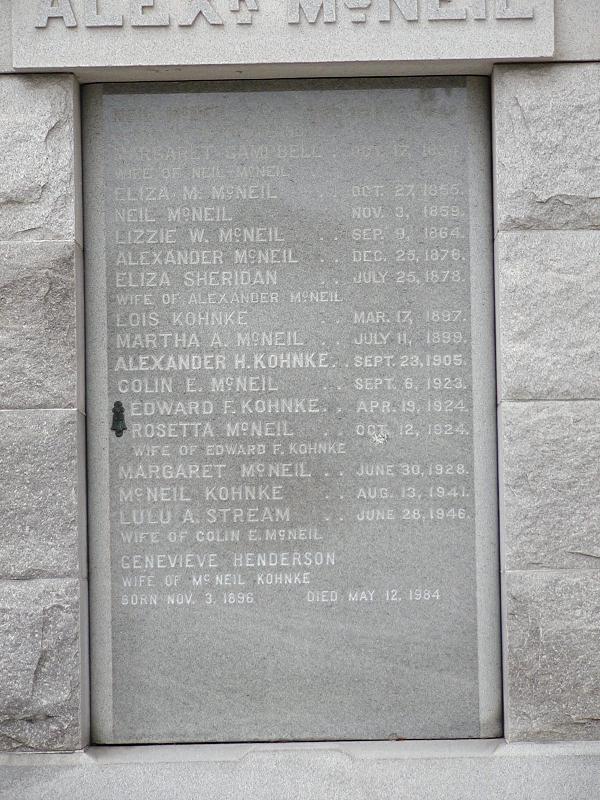 ALEXR MCNEIL
NEIL
CAMPBELL . 17,
WIFE OF NEIL MCNEIL
ELIZA M. MCNEIL . . OCT. 27, 1855.
NEIL MCNEIL . . NOV. 3, 1859.
LIZZIE W. MCNEIL . . SEP. 9, 1864.
ALEXANDER MCNEIL . . DEC. 25, 1876.
ELIZA SHERIDAN . . JULY 25, 1878.
WIFE OF ALEXANDER MCNEIL
LOIS KOHNKE . . MAR. 17, 1897.
MARTHA A. MCNEIL . . JULY 11, 1899.
ALEXANDER H. KOHNKE . . SEPT. 23, 1905.
COLIN E. MCNEIL . . SEPT. 6, 1923.
EDWARD F. KOHNKE . . APR. 19, 1924.
ROSETTA MCNEIL . . OCT. 12, 1924.
WIFE OF EDWARD F. KOHNKE
MARGARET MCNEIL . . JUNE 30, 1928.
MCNEIL KOHNKE . . AUG. 13, 1941.
LULU A. STREAM . . JUNE 28, 1946.
WIFE OF COLIN E. MCNEIL
GENEVIEVE HENDERSON
WIFE OF MCNEIL KOHNKE
BORN NOV. 3, 1896 DIED MAY 12, 1984